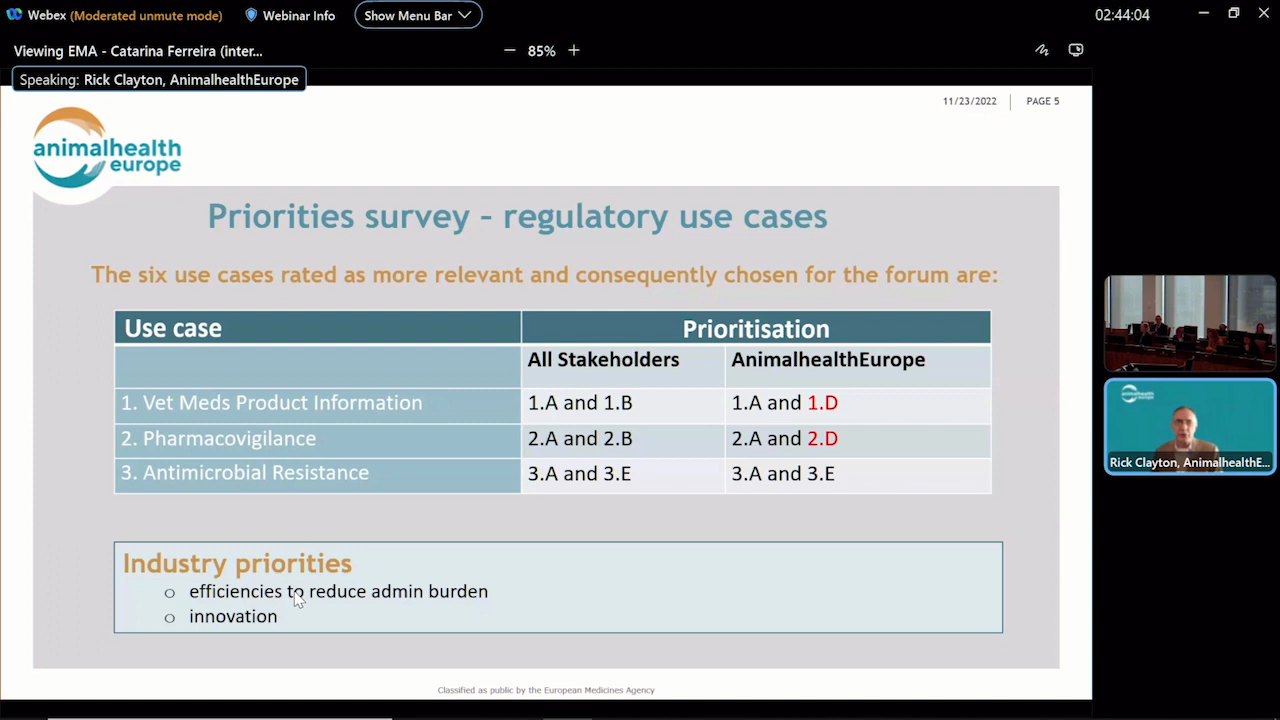 Webex (Moderated unmute mode) Webinar Info Show Menu Bar 02:44:04
Viewing EMA - Catarina Ferreira (inter... 85%
Speaking: Rick Clayton, AnimalhealthEurope
11/23/2022 PAGE 5
animalhealth
europe
Priorities survey – regulatory use cases
The six use cases rated as more relevant and consequently chosen for the forum are:
Use case Prioritisation
All Stakeholders AnimalhealthEurope
1. Vet Meds Product Information 1.A and 1.B 1.A and 1.D
2. Pharmacovigilance 2.A and 2.B 2.A and 2.D
3. Antimicrobial Resistance 3.A and 3.E 3.A and 3.E
Industry priorities
o efficiencies to reduce admin burden
o innovation
Classified as public by the European Medicines Agency
Rick Clayton, AnimalhealthE...